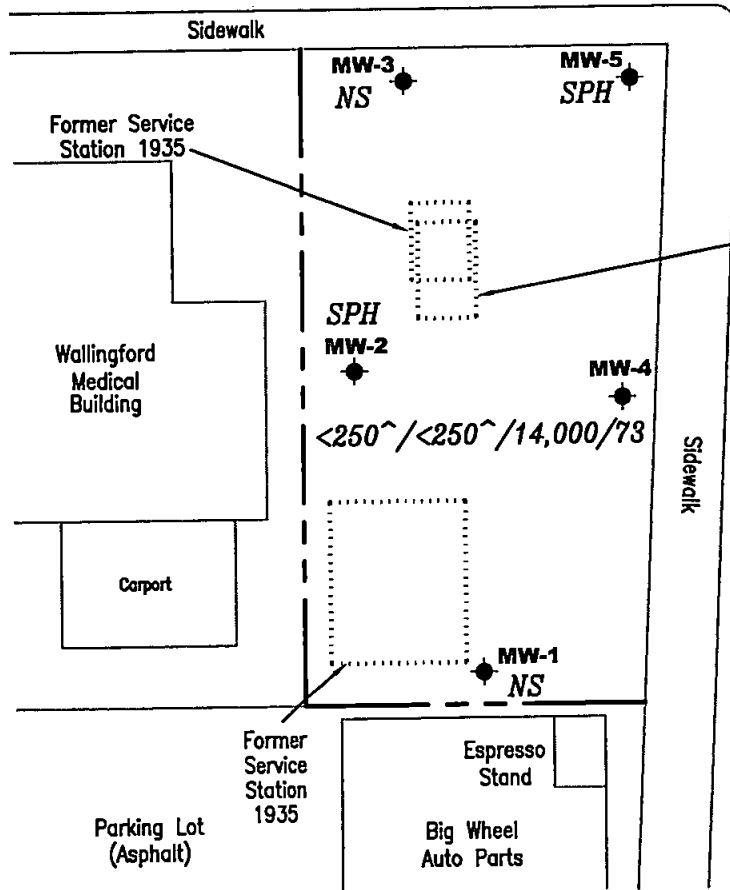 Sidewalk
MW-3
NS
MW-5
SPH
Former Service
Station 1935
SPH
MW-2
Wallingford
Medical
Building
MW-4
<250^/<250^/14,000/73
Sidewalk
Carport
MW-1
NS
Former
Service
Station
1935
Espresso
Stand
Parking Lot
(Asphalt)
Big Wheel
Auto Parts